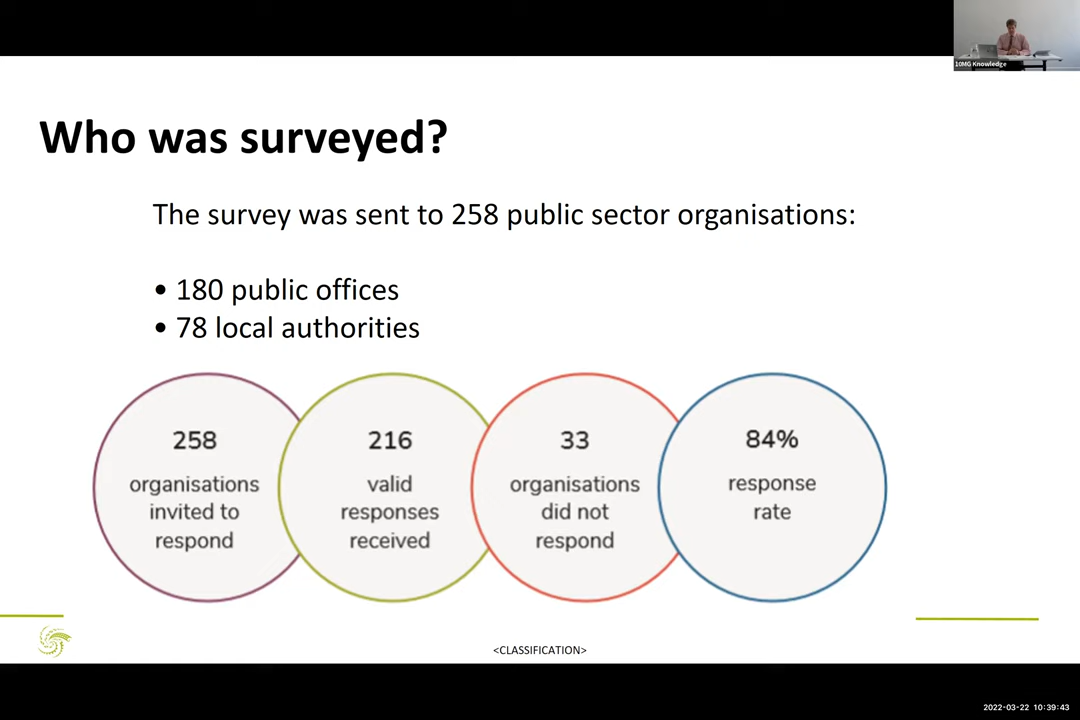 10MG Knowledge
Who was surveyed?
The survey was sent to 258 public sector organisations:
• 180 public offices
• 78 local authorities
258
organisations
invited to
respond
216
valid
responses
received
33
organisations
did not
respond
84%
response
rate
<CLASSIFICATION>
2022-03-22 10:39:43